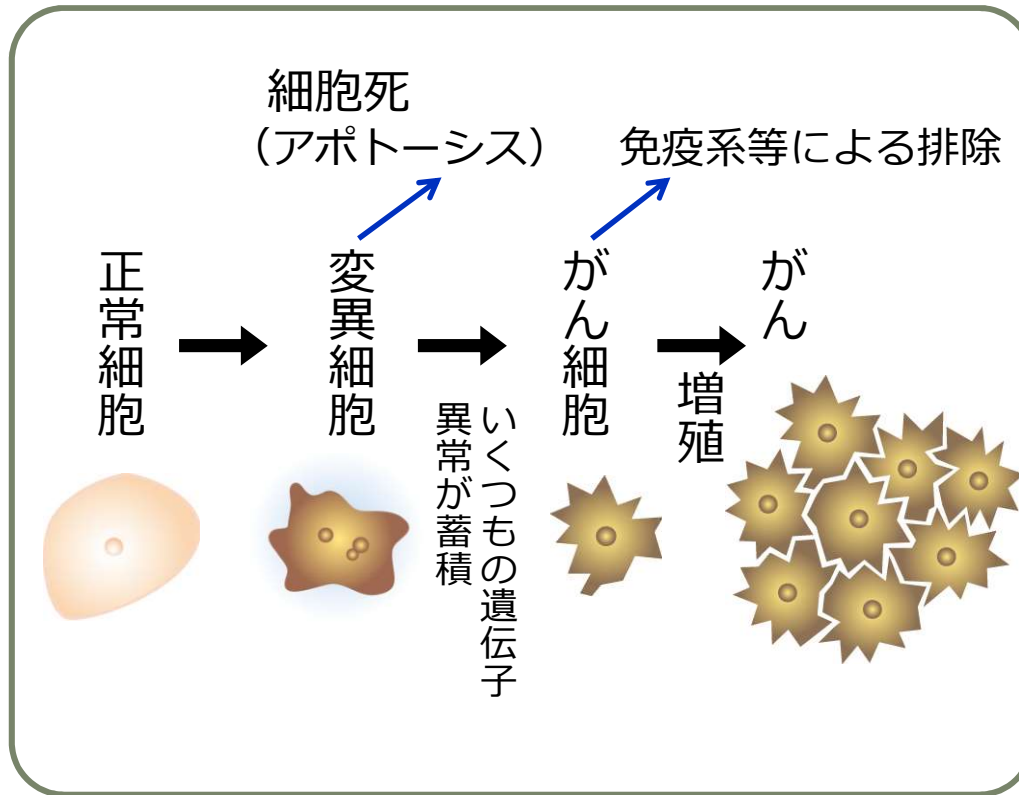 細胞死
（アポトーシス）
免疫系等による排除
正常細胞
変異細胞
いくつもの遺伝子
異常が蓄積
がん細胞
増殖
がん